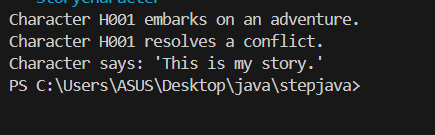 StoryCharacter
Character H001 embarks on an adventure.
Character H001 resolves a conflict.
Character says: 'This is my story.'
PS C:\Users\ASUS\Desktop\java\stepjava>